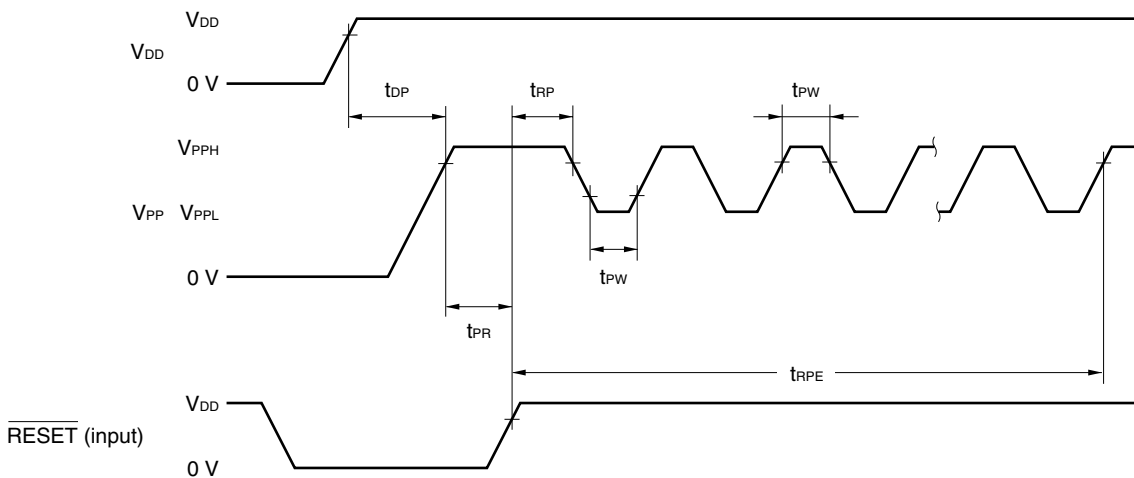 VDD
VDD
0 V
tDP
tRP
tPW
VPPH
VPP VPPL
tPW
0 V
tPR
tRPE
VDD
RESET (input)
0 V